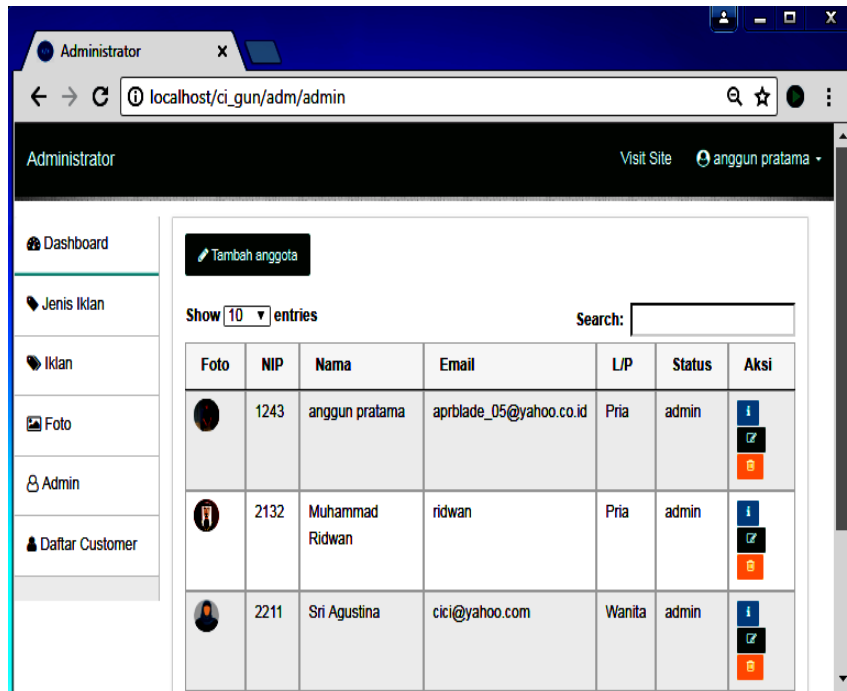 Administrator
localhost/ci_gun/adm/admin
Administrator
Visit Site
anggun pratama
Dashboard
Jenis Iklan
Iklan
Foto
Admin
Daftar Customer
Tambah anggota
Show 10 entries
Search:
Foto NIP Nama Email L/P Status Aksi
1243 anggun pratama aprblade_05@yahoo.co.id Pria admin
2132 Muhammad Ridwan ridwan Pria admin
2211 Sri Agustina cici@yahoo.com Wanita admin